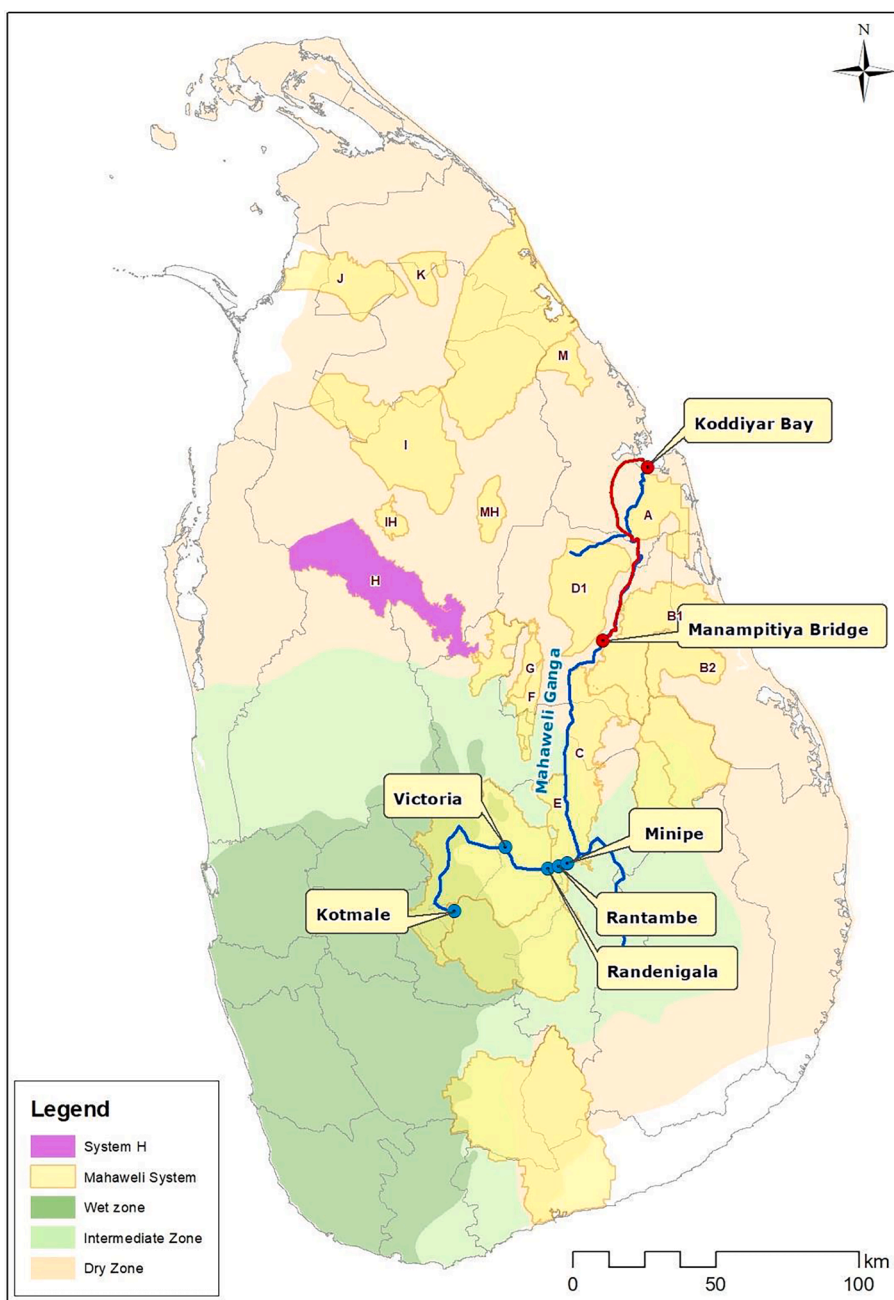 N
J
K
M
Koddiyar Bay
I
A
IH
MH
H
D1
B1
Manampitiya Bridge
B2
G
F
Mahaweli Ganga
C
E
Victoria
Minipe
Kotmale
Rantambe
Randenigala
Legend
System H
Mahaweli System
Wet zone
Intermediate Zone
Dry Zone
km
0 50 100